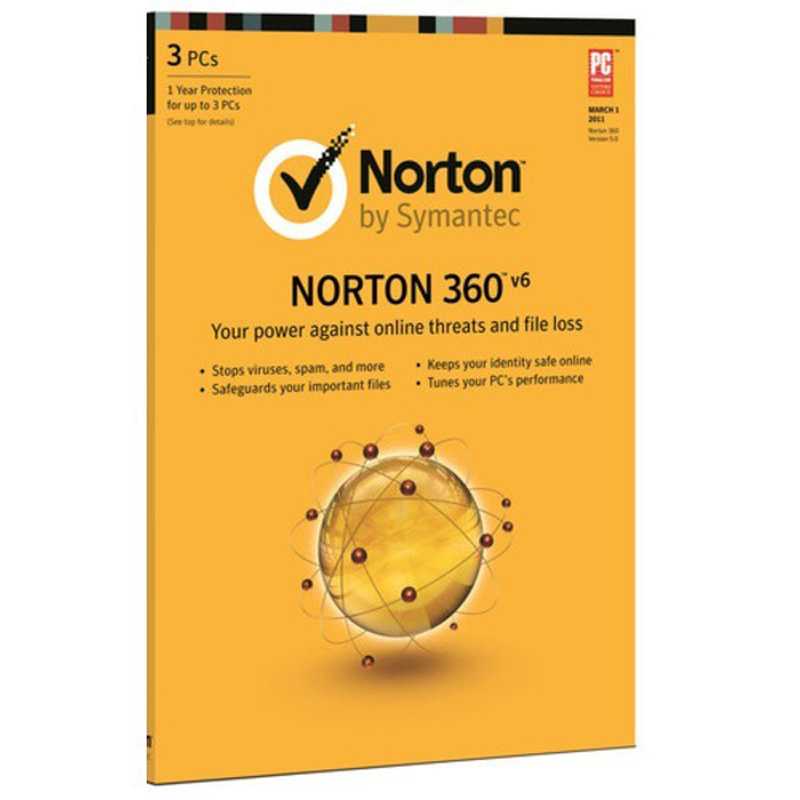 3 PCs
1 Year Protection
for up to 3 PCs
(See top for details)
PC
MARCH 1
2011
Norton 360
Version 5.0
Norton™
by Symantec
NORTON 360™ v6
Your power against online threats and file loss
• Stops viruses, spam, and more
• Safeguards your important files
• Keeps your identity safe online
• Tunes your PC's performance